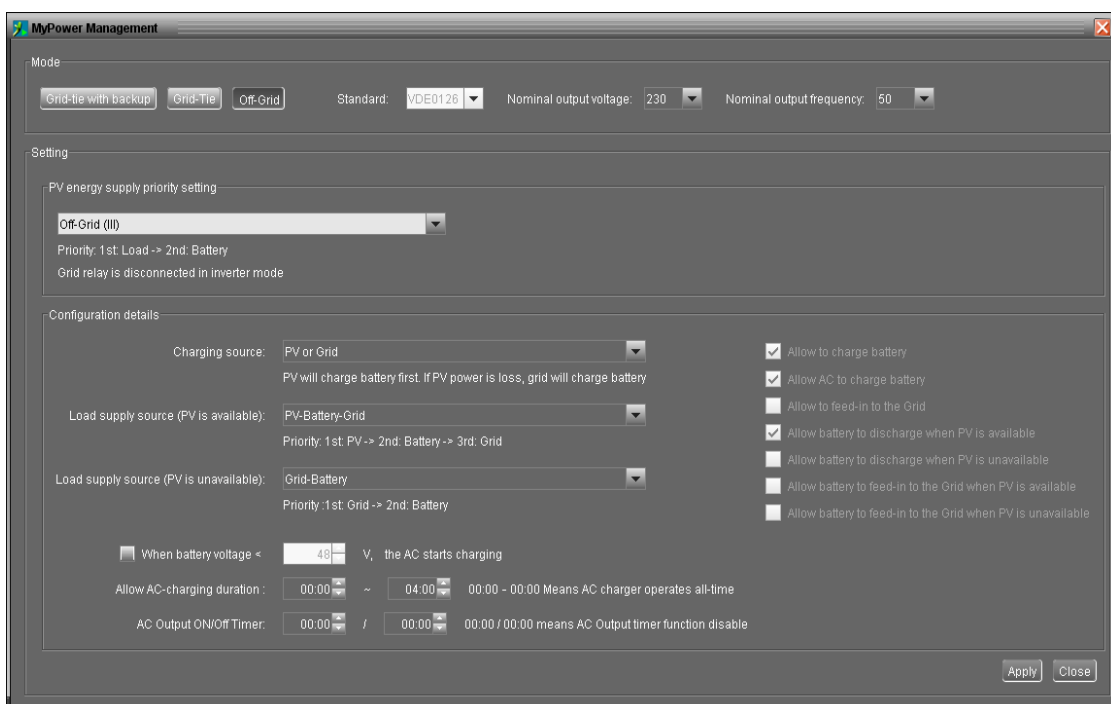 MyPower Management
Mode
Grid-tie with backup Grid-Tie Off-Grid Standard: VDE0126 Nominal output voltage: 230 Nominal output frequency: 50
Setting
PV energy supply priority setting
Off-Grid (III)
Priority: 1st: Load -> 2nd: Battery
Grid relay is disconnected in inverter mode
Configuration details
Charging source: PV or Grid
PV will charge battery first. If PV power is loss, grid will charge battery
Load supply source (PV is available): PV-Battery-Grid
Priority: 1st: PV -> 2nd: Battery -> 3rd: Grid
Load supply source (PV is unavailable): Grid-Battery
Priority :1st: Grid -> 2nd: Battery
Allow to charge battery
Allow AC to charge battery
Allow to feed-in to the Grid
Allow battery to discharge when PV is available
Allow battery to discharge when PV is unavailable
Allow battery to feed-in to the Grid when PV is available
Allow battery to feed-in to the Grid when PV is unavailable
When battery voltage < 48 V, the AC starts charging
Allow AC-charging duration : 00:00 ~ 04:00 00:00 - 00:00 Means AC charger operates all-time
AC Output ON/Off Timer: 00:00 / 00:00 00:00 / 00:00 means AC Output timer function disable
Apply Close